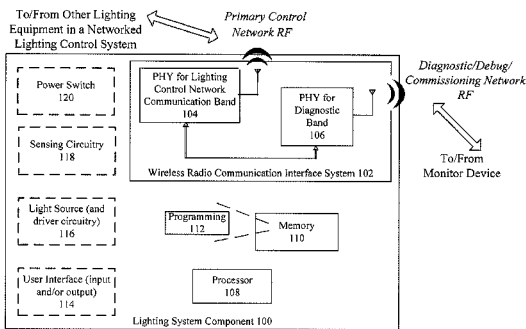 To/From Other Lighting
Equipment in a Networked
Lighting Control System
Primary Control
Network RF
Diagnostic/Debug/
Commissioning Network
RF
To/From
Monitor Device
Power Switch
120
Sensing Circuitry
118
Light Source (and
driver circuitry)
116
User Interface (input
and/or output)
114
PHY for Lighting
Control Network
Communication Band
104
PHY for
Diagnostic
Band
106
Wireless Radio Communication Interface System 102
Programming
112
Memory
110
Processor
108
Lighting System Component 100